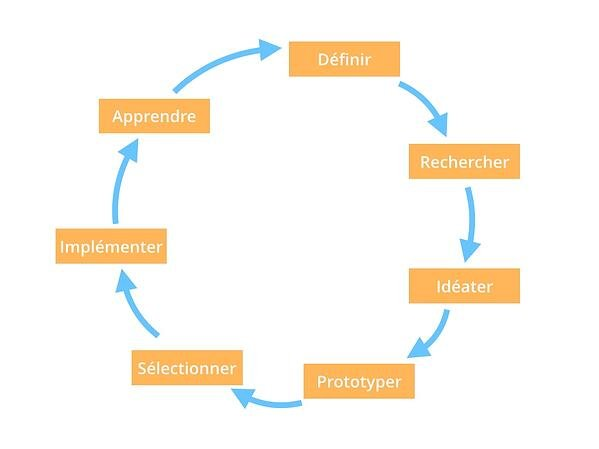 Définir
Rechercher
Idéater
Prototyper
Sélectionner
Implémenter
Apprendre